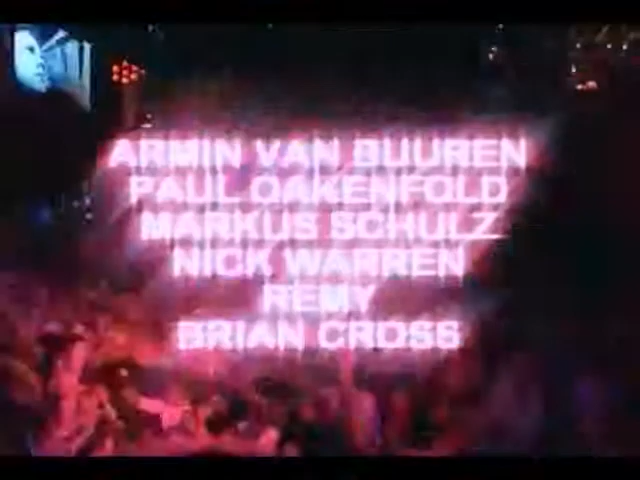 ARMIN VAN BUUREN
PAUL OAKENFOLD
MARKUS SCHULZ
NICK WARREN
REMY
BRIAN CROSS